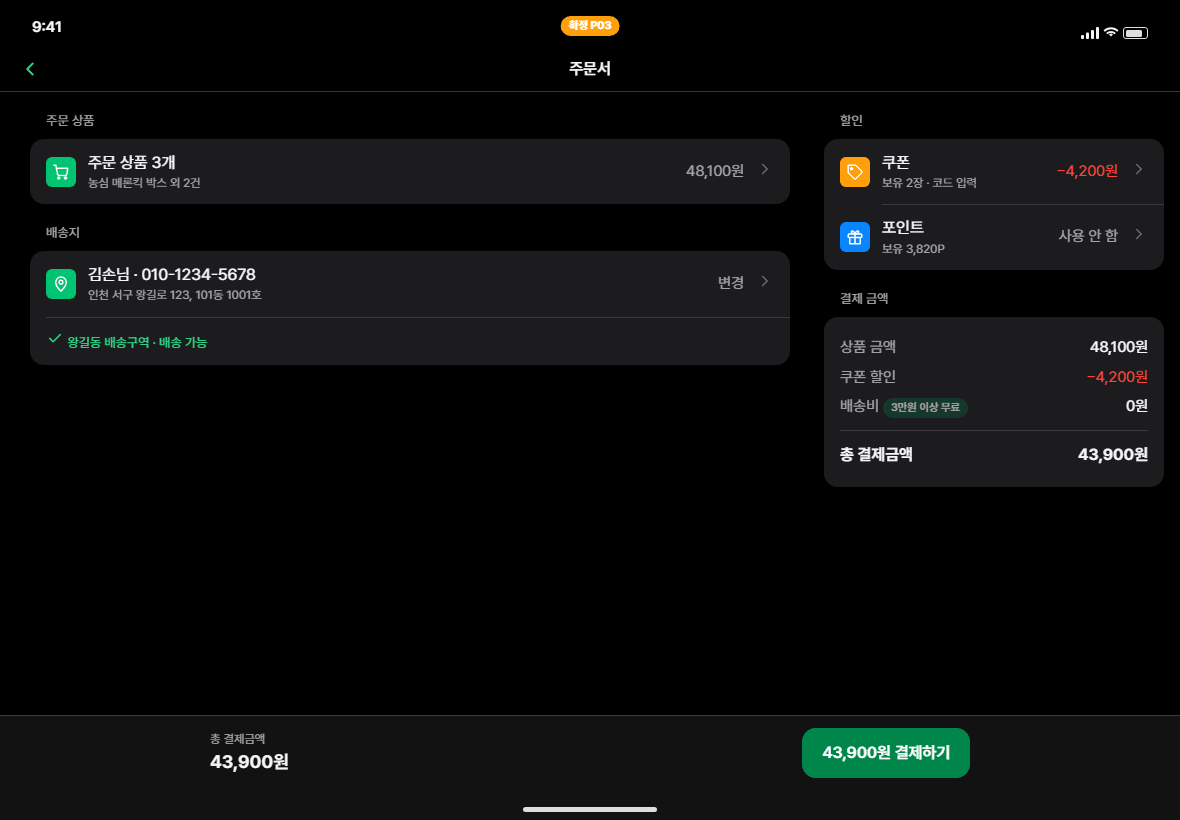 9:41
확정 P03
주문서
주문 상품
주문 상품 3개
농심 메론킥 박스 외 2건
48,100원
배송지
김손님 · 010-1234-5678
인천 서구 왕길로 123, 101동 1001호
변경
왕길동 배송구역 · 배송 가능
할인
쿠폰
보유 2장 · 코드 입력
−4,200원
포인트
보유 3,820P
사용 안 함
결제 금액
상품 금액 48,100원
쿠폰 할인 −4,200원
배송비 3만원 이상 무료 0원
총 결제금액 43,900원
총 결제금액
43,900원
43,900원 결제하기